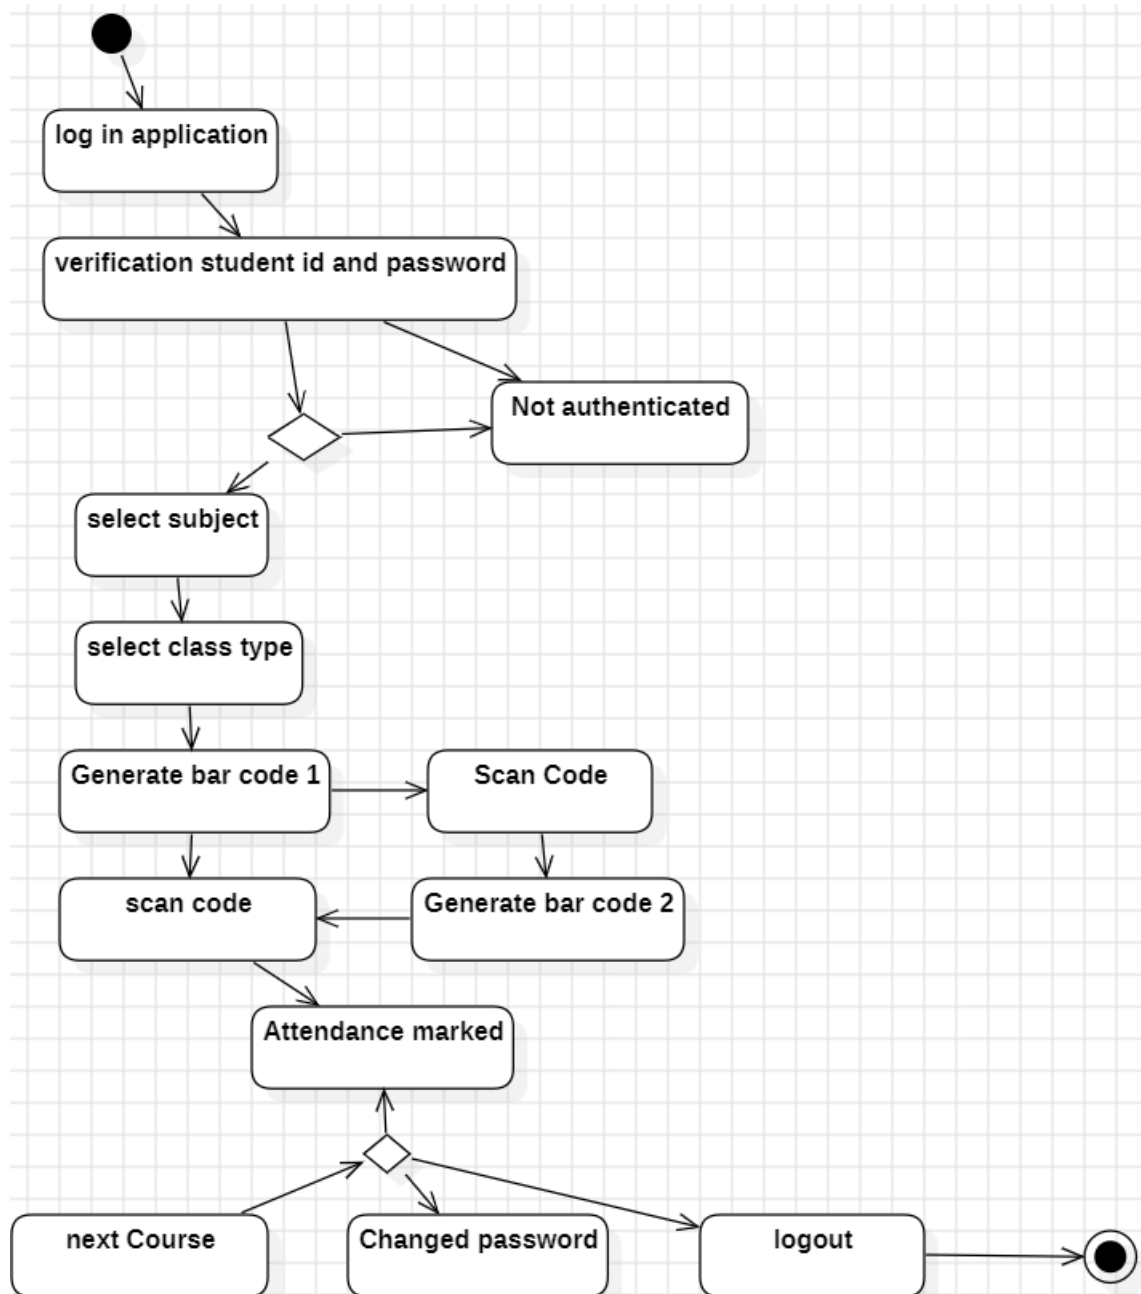 log in application
verification student id and password
Not authenticated
select subject
select class type
Generate bar code 1
Scan Code
scan code
Generate bar code 2
Attendance marked
next Course
Changed password
logout